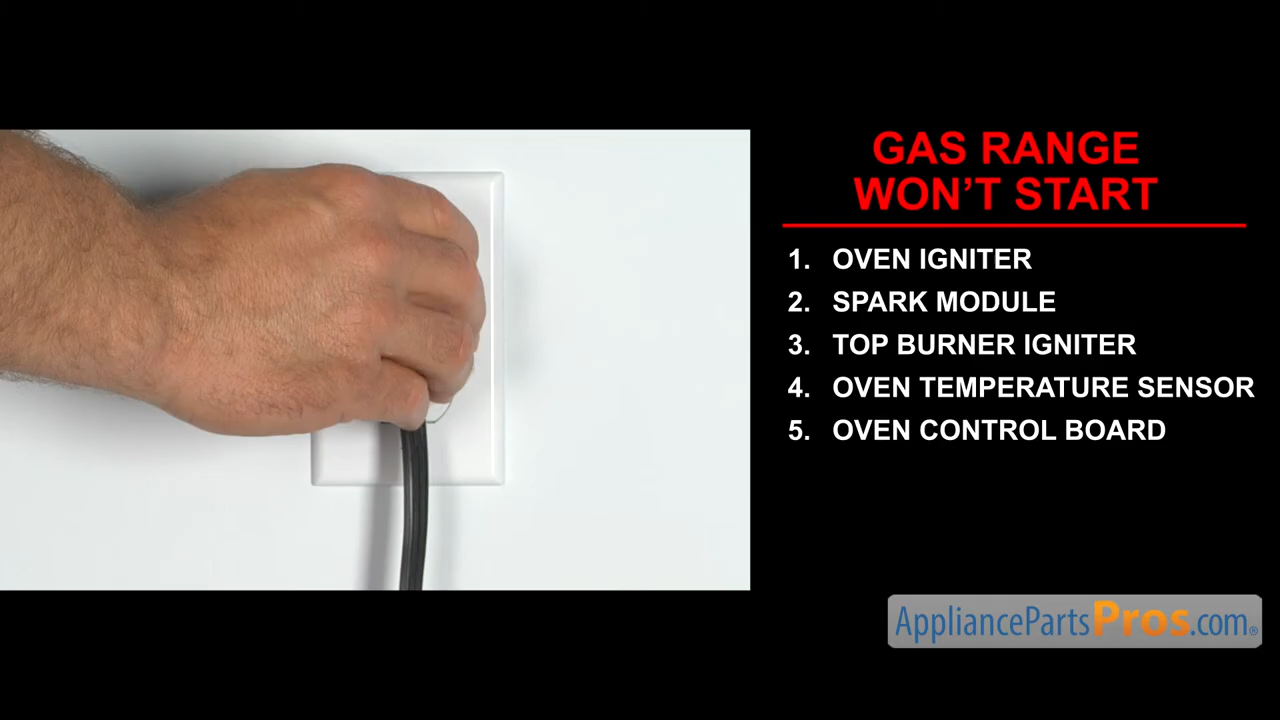 GAS RANGE
WON'T START
1. OVEN IGNITER
2. SPARK MODULE
3. TOP BURNER IGNITER
4. OVEN TEMPERATURE SENSOR
5. OVEN CONTROL BOARD
AppliancePartsPros.com®